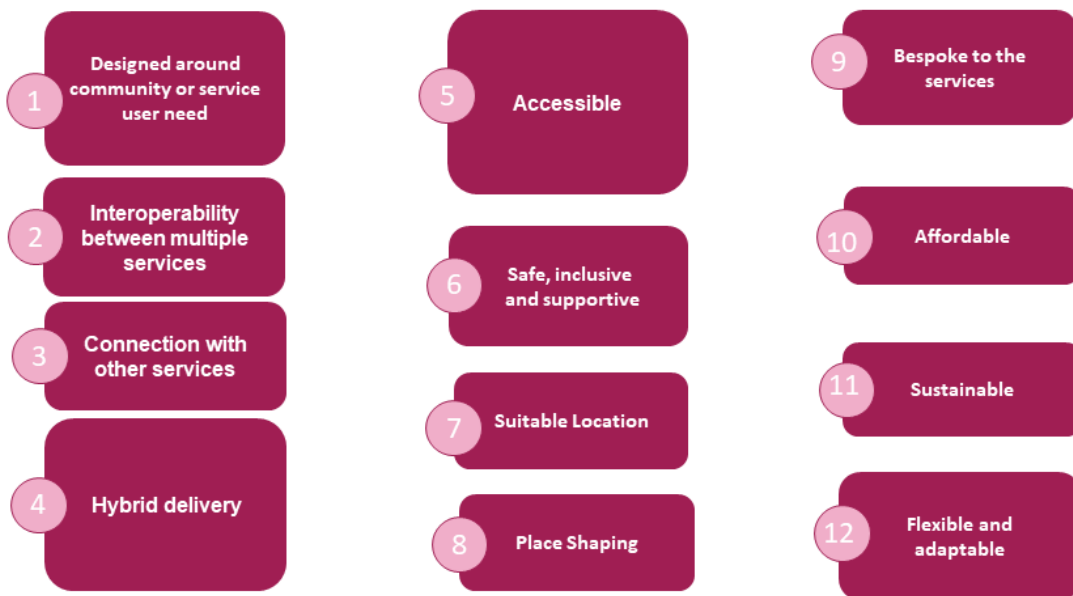 1
Designed around
community or service
user need
2
Interoperability
between multiple
services
3
Connection with
other services
4
Hybrid delivery
5
Accessible
6
Safe, inclusive
and supportive
7
Suitable Location
8
Place Shaping
9
Bespoke to the
services
10
Affordable
11
Sustainable
12
Flexible and
adaptable